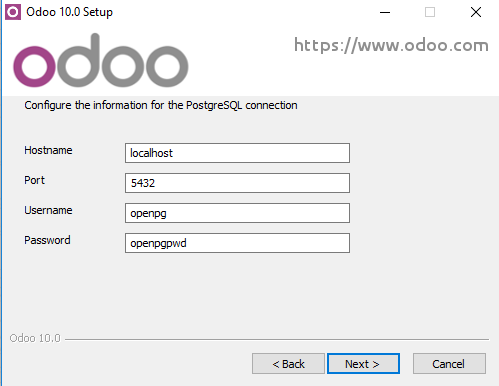 Odoo 10.0 Setup
odoo
https://www.odoo.com
Configure the information for the PostgreSQL connection
Hostname localhost
Port 5432
Username openpg
Password openpgpwd
Odoo 10.0
< Back Next > Cancel